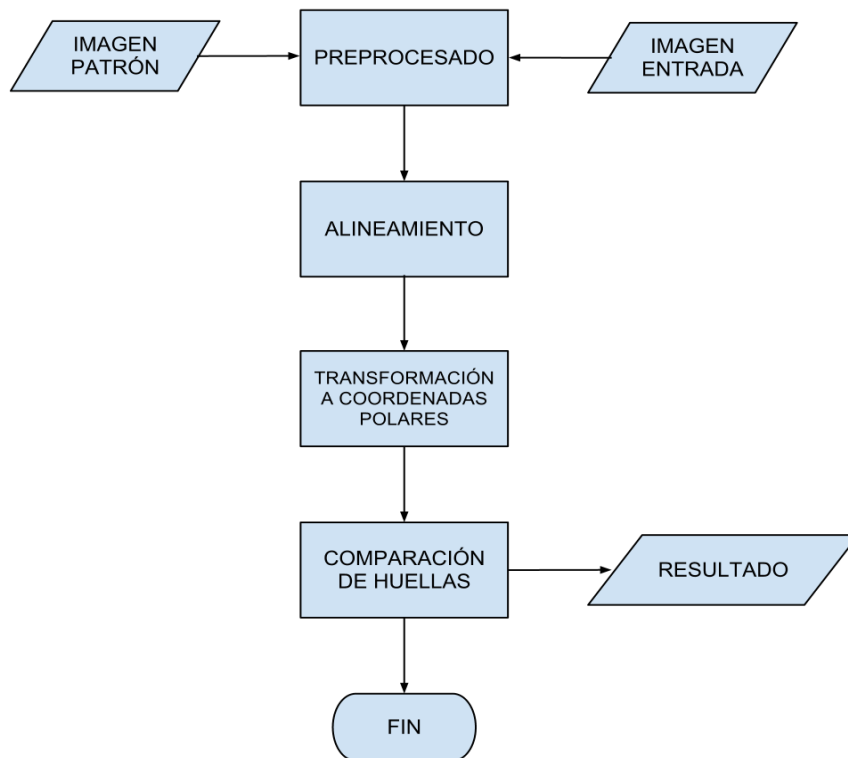 IMAGEN
PATRÓN
PREPROCESADO
IMAGEN
ENTRADA
ALINEAMIENTO
TRANSFORMACIÓN
A COORDENADAS
POLARES
COMPARACIÓN
DE HUELLAS
RESULTADO
FIN